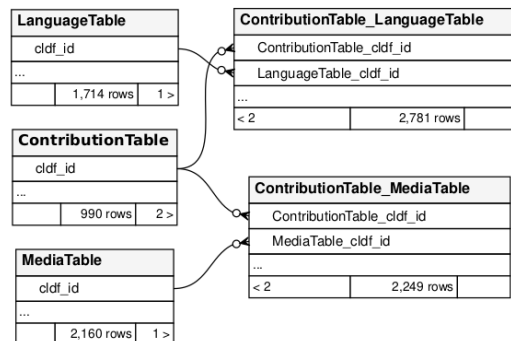 LanguageTable
cldf_id
...
1,714 rows 1 >
ContributionTable
cldf_id
...
990 rows 2 >
MediaTable
cldf_id
...
2,160 rows 1 >
ContributionTable_LanguageTable
ContributionTable_cldf_id
LanguageTable_cldf_id
...
< 2 2,781 rows
ContributionTable_MediaTable
ContributionTable_cldf_id
MediaTable_cldf_id
...
< 2 2,249 rows